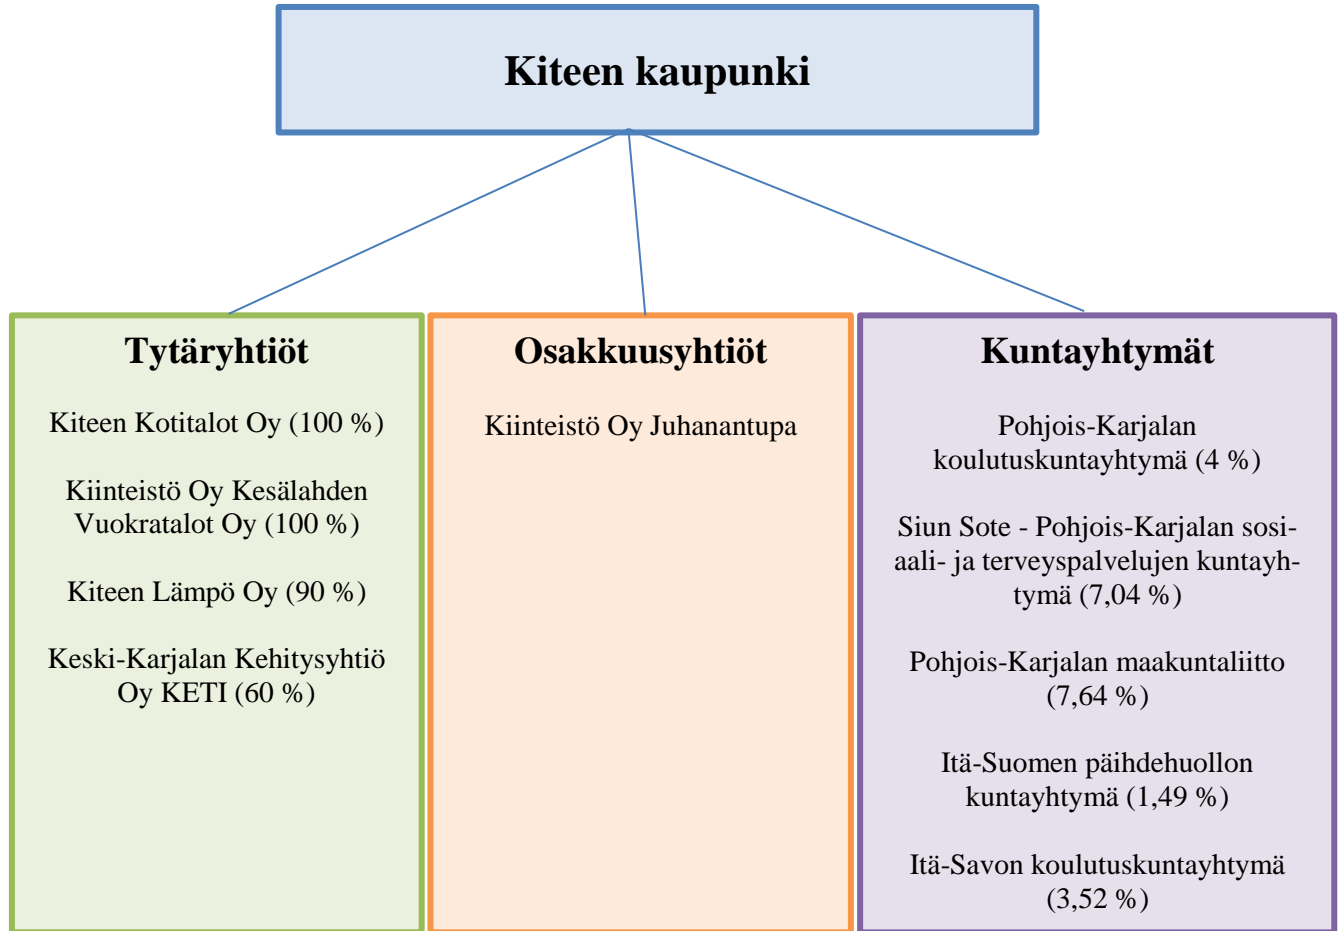 Kiteen kaupunki
Tytäryhtiöt
Kiteen Kotitalot Oy (100 %)
Kiinteistö Oy Kesälahden
Vuokratalot Oy (100 %)
Kiteen Lämpö Oy (90 %)
Keski-Karjalan Kehitysyhtiö
Oy KETI (60 %)
Osakkuusyhtiöt
Kiinteistö Oy Juhanantupa
Kuntayhtymät
Pohjois-Karjalan
koulutuskuntayhtymä (4 %)
Siun Sote - Pohjois-Karjalan sosi-
aali- ja terveyspalvelujen kuntayh-
tymä (7,04 %)
Pohjois-Karjalan maakuntaliitto
(7,64 %)
Itä-Suomen päihdehuollon
kuntayhtymä (1,49 %)
Itä-Savon koulutuskuntayhtymä
(3,52 %)